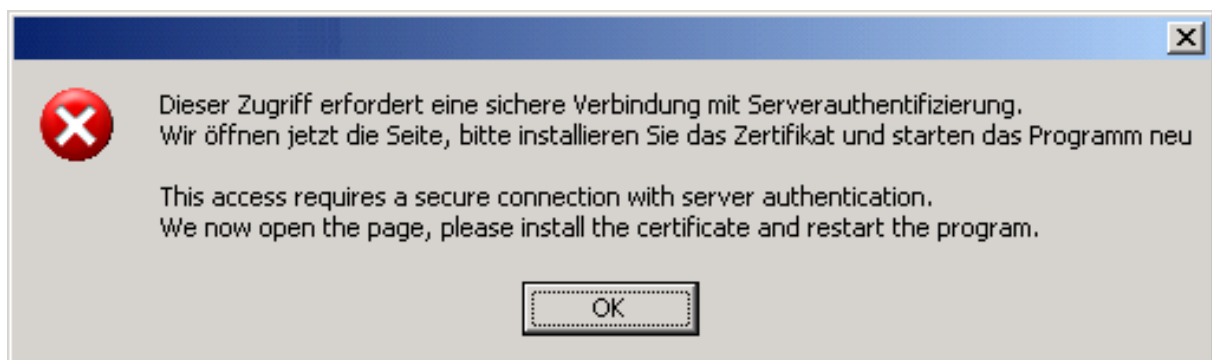 Dieser Zugriff erfordert eine sichere Verbindung mit Serverauthentifizierung.
Wir öffnen jetzt die Seite, bitte installieren Sie das Zertifikat und starten das Programm neu
This access requires a secure connection with server authentication.
We now open the page, please install the certificate and restart the program.
OK